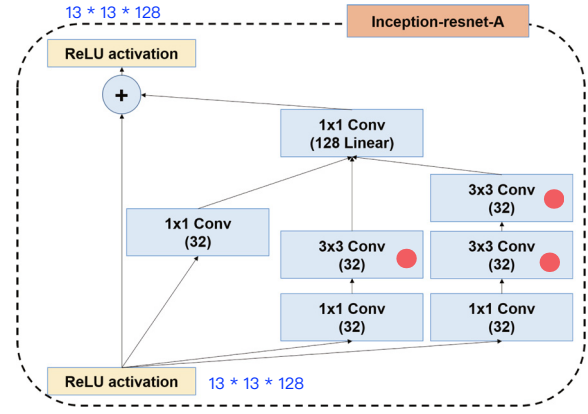 13 * 13 * 128
Inception-resnet-A
ReLU activation
+
1x1 Conv
(128 Linear)
3x3 Conv
(32)
1x1 Conv
(32)
3x3 Conv
(32)
3x3 Conv
(32)
1x1 Conv
(32)
1x1 Conv
(32)
ReLU activation
13 * 13 * 128